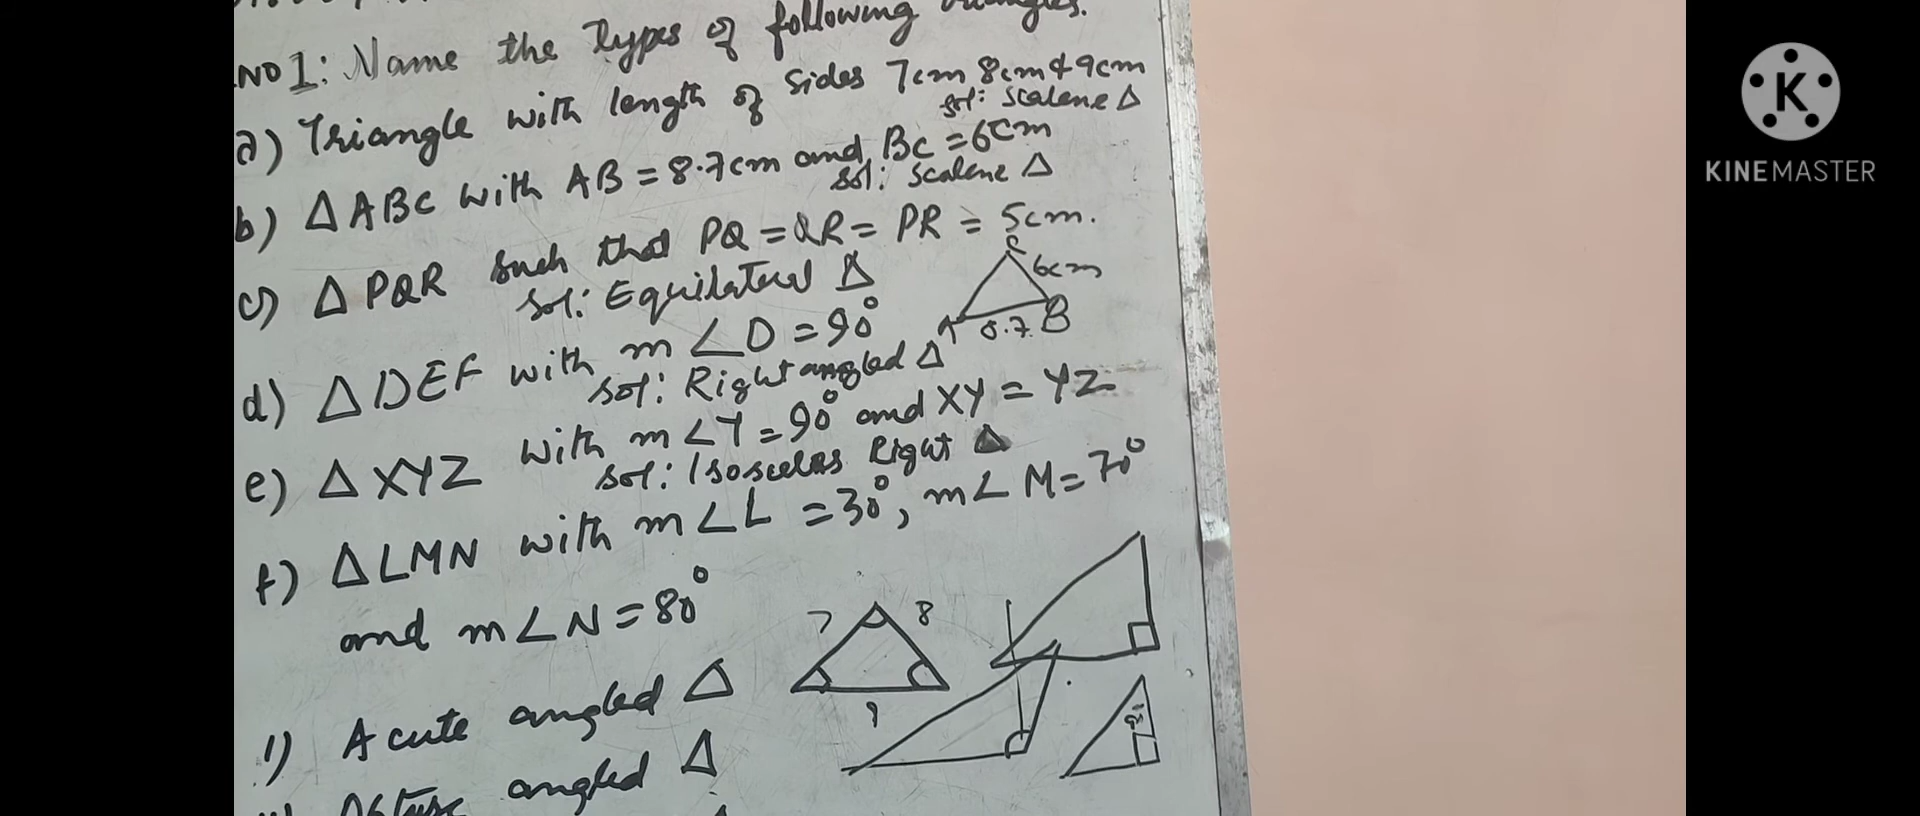 NO 1: Name the Types of following triangles.
a) Triangle with length of sides 7cm 8cm & 9cm
sol: scalene Δ
b) Δ ABC with AB = 8.7cm and BC = 6cm
sol: scalene Δ
c) Δ PQR such that PQ = QR = PR = 5cm.
sol: Equilateral Δ
C
6cm
A 8.7 B
d) Δ DEF with m ∠D = 90°
sol: Right angled Δ
e) Δ XYZ with m ∠Y = 90° and XY = YZ
sol: Isosceles Right Δ
f) Δ LMN with m ∠L = 30°, m∠ M = 70°
and m ∠N = 80°
7 8
9
1) Acute angled Δ
Obtuse angled Δ
K
KINEMASTER